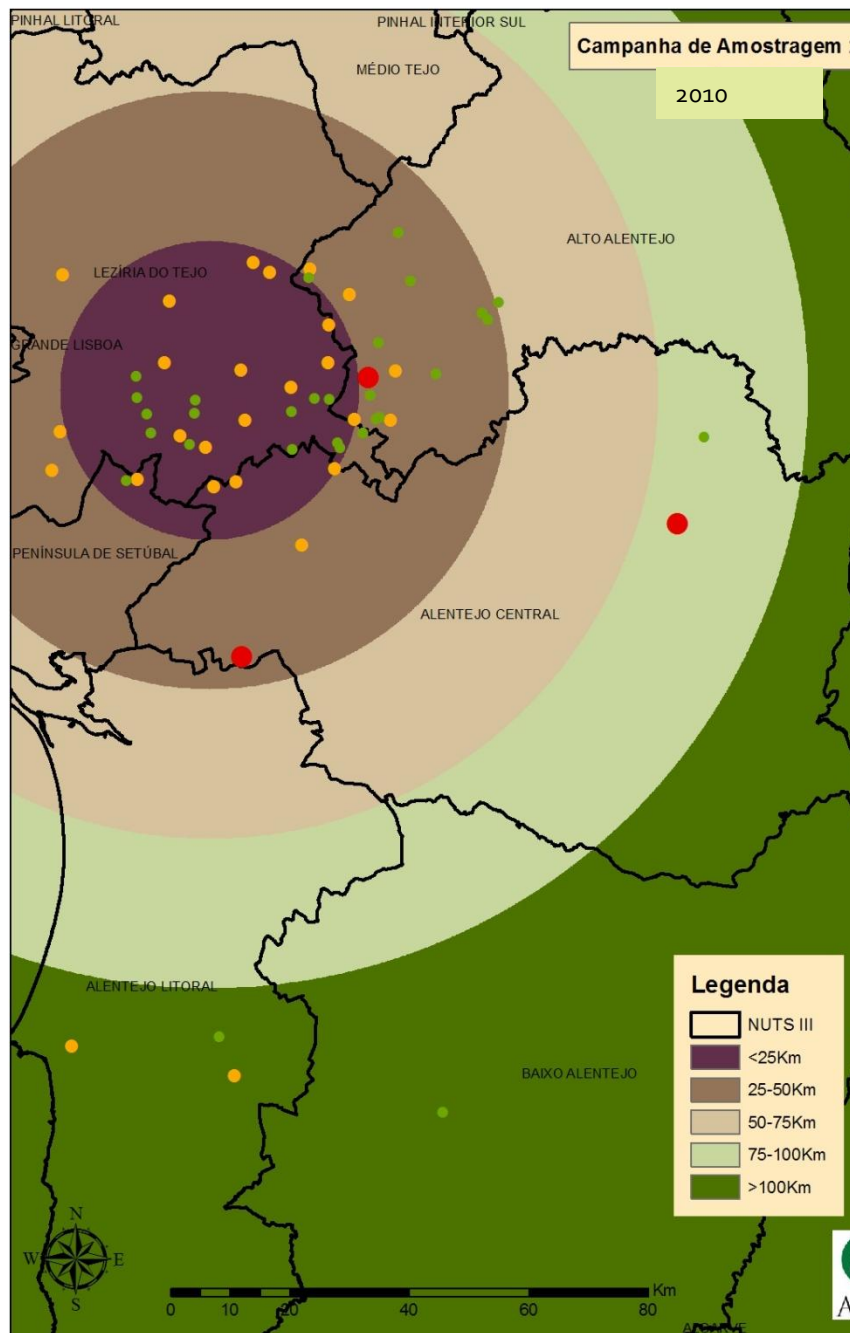 PINHAL LITORAL
PINHAL INTERIOR SUL
Campanha de Amostragem
MÉDIO TEJO
2010
ALTO ALENTEJO
LEZÍRIA DO TEJO
GRANDE LISBOA
PENÍNSULA DE SETÚBAL
ALENTEJO CENTRAL
ALENTEJO LITORAL
BAIXO ALENTEJO
Legenda
NUTS III
<25Km
25-50Km
50-75Km
75-100Km
>100Km
N
W E
S
Km
0 10 20 40 60 80
ALGARVE